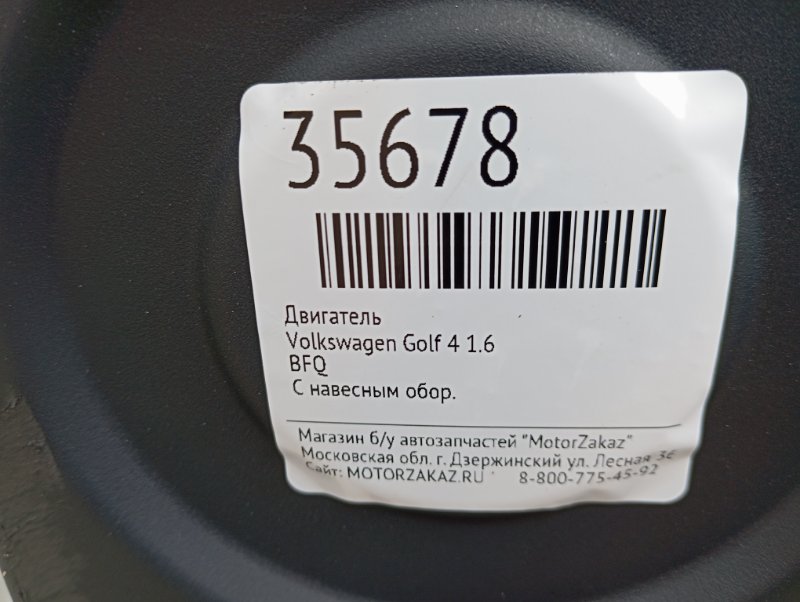 35678
Двигатель
Volkswagen Golf 4 1.6
BFQ
С навесным обор.
Магазин б/у автозапчастей "MotorZakaz"
Московская обл. г. Дзержинский ул. Лесная 3Е
Сайт: MOTORZAKAZ.RU 8-800-775-45-92